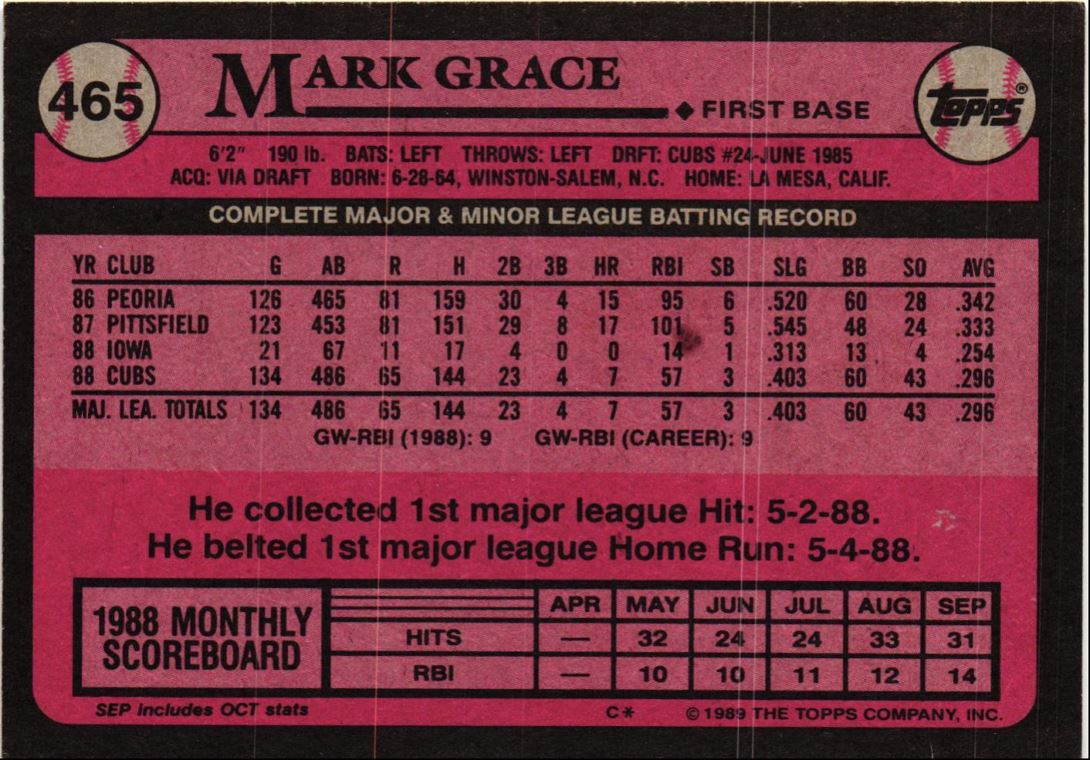 465
MARK GRACE
◆ FIRST BASE
TOPPS®
6'2" 190 lb. BATS: LEFT THROWS: LEFT DRFT: CUBS #24-JUNE 1985
ACQ: VIA DRAFT BORN: 6-28-64, WINSTON-SALEM, N.C. HOME: LA MESA, CALIF.
COMPLETE MAJOR & MINOR LEAGUE BATTING RECORD
YR CLUB G AB R H 2B 3B HR RBI SB SLG BB SO AVG
86 PEORIA 126 465 81 159 30 4 15 95 6 .520 60 28 .342
87 PITTSFIELD 123 453 81 151 29 8 17 101 5 .545 48 24 .333
88 IOWA 21 67 11 17 4 0 0 14 1 .313 13 4 .254
88 CUBS 134 486 65 144 23 4 7 57 3 .403 60 43 .296
MAJ. LEA. TOTALS 134 486 65 144 23 4 7 57 3 .403 60 43 .296
GW-RBI (1988): 9 GW-RBI (CAREER): 9
He collected 1st major league Hit: 5-2-88.
He belted 1st major league Home Run: 5-4-88.
1988 MONTHLY
SCOREBOARD
APR MAY JUN JUL AUG SEP
HITS — 32 24 24 33 31
RBI — 10 10 11 12 14
SEP includes OCT stats
C* © 1989 THE TOPPS COMPANY, INC.